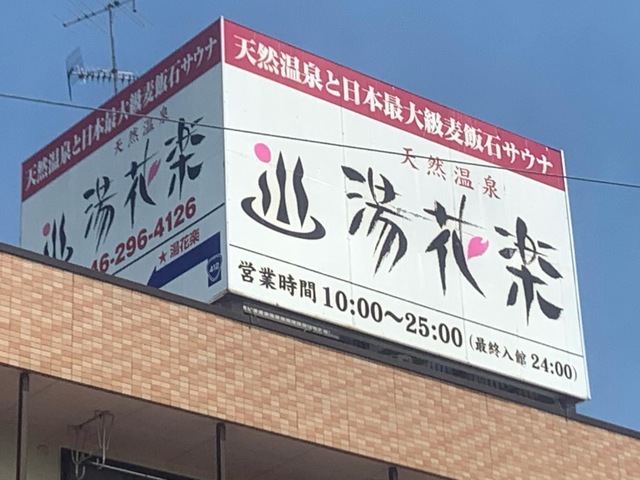 天然温泉と日本最大級麦飯石サウナ
天然温泉
湯花楽
営業時間 10:00〜25:00 (最終入館 24:00)
天然温泉と日本最大級麦飯石サウナ
天然温泉
湯花楽
46-296-4126
★湯花楽
412